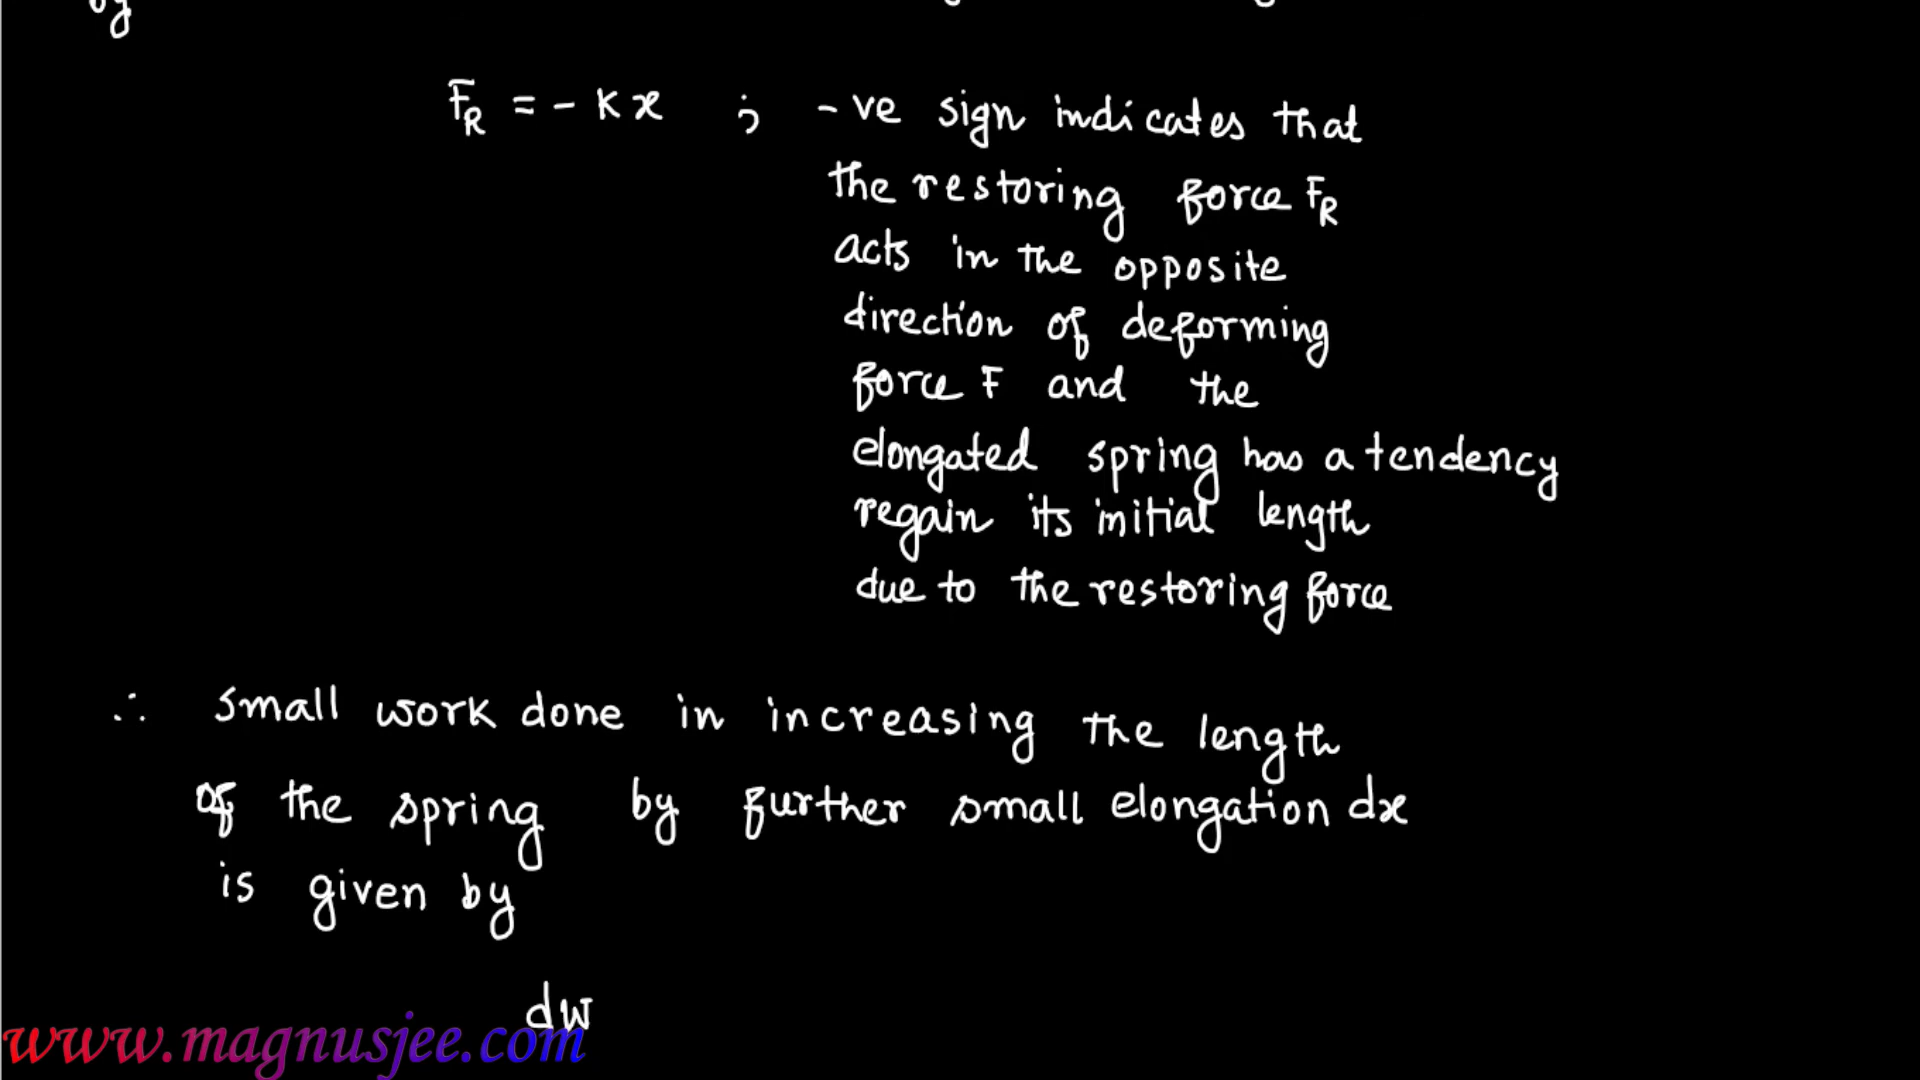 by
F_R = - K x ; - ve sign indicates that
the restoring force F_R
acts in the opposite
direction of deforming
force F and the
elongated spring has a tendency
regain its initial length
due to the restoring force
∴ small work done in increasing the length
of the spring by further small elongation dx
is given by
dw
www.magnusjee.com